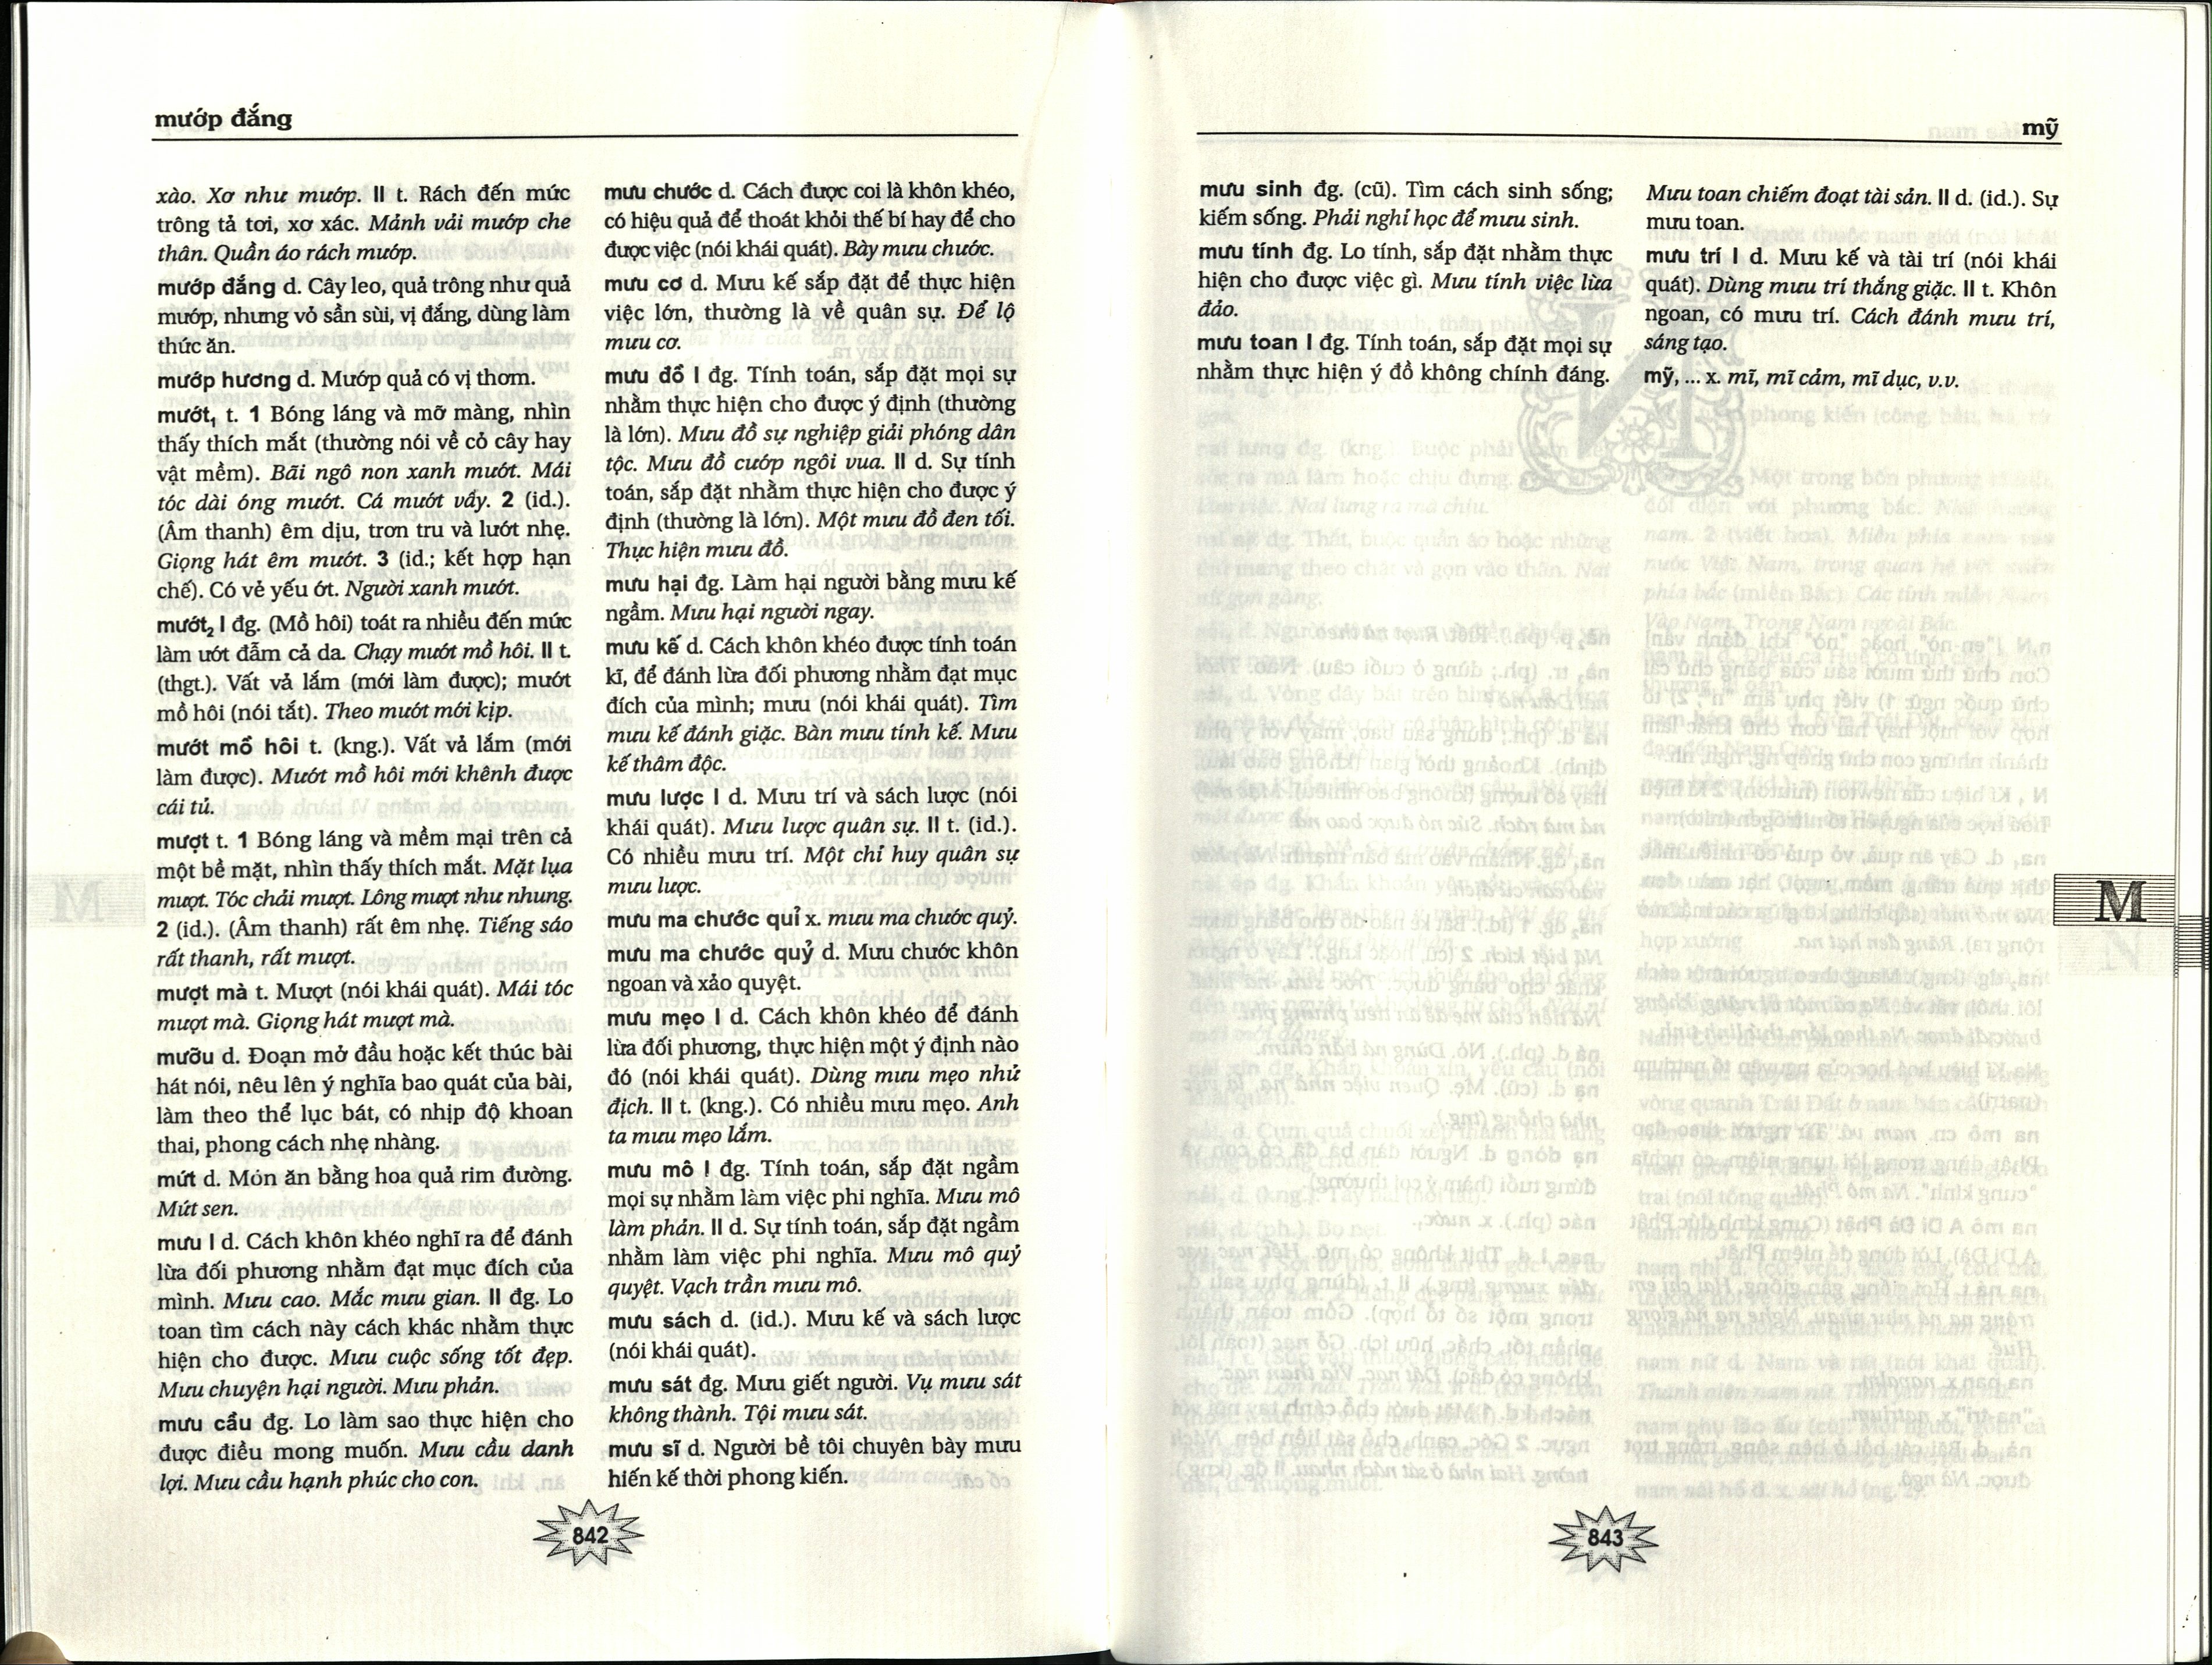 mướp đắng
xào. Xơ như mướp. II t. Rách đến mức
trông tả tơi, xơ xác. Mảnh vải mướp che
thân. Quần áo rách mướp.
mướp đắng d. Cây leo, quả trông như quả
mướp, nhưng vỏ sần sùi, vị đắng, dùng làm
thức ăn.
mướp hương d. Mướp quả có vị thơm.
mướt₁ t. 1 Bóng láng và mỡ màng, nhìn
thấy thích mắt (thường nói về cỏ cây hay
vật mềm). Bãi ngô non xanh mướt. Mái
tóc dài óng mướt. Cá mướt vẩy. 2 (id.).
(Âm thanh) êm dịu, trơn tru và lướt nhẹ.
Giọng hát êm mướt. 3 (id.; kết hợp hạn
chế). Có vẻ yếu ớt. Người xanh mướt.
mướt₂ I đg. (Mồ hôi) toát ra nhiều đến mức
làm ướt đẫm cả da. Chạy mướt mồ hôi. II t.
(thgt.). Vất vả lắm (mới làm được); mướt
mồ hôi (nói tắt). Theo mướt mới kịp.
mướt mồ hôi t. (kng.). Vất vả lắm (mới
làm được). Mướt mồ hôi mới khênh được
cái tủ.
mượt t. 1 Bóng láng và mềm mại trên cả
một bề mặt, nhìn thấy thích mắt. Mặt lụa
mượt. Tóc chải mượt. Lông mượt như nhung.
2 (id.). (Âm thanh) rất êm nhẹ. Tiếng sáo
rất thanh, rất mượt.
mượt mà t. Mượt (nói khái quát). Mái tóc
mượt mà. Giọng hát mượt mà.
mưỡu d. Đoạn mở đầu hoặc kết thúc bài
hát nói, nêu lên ý nghĩa bao quát của bài,
làm theo thể lục bát, có nhịp độ khoan
thai, phong cách nhẹ nhàng.
mứt d. Món ăn bằng hoa quả rim đường.
Mứt sen.
mưu I d. Cách khôn khéo nghĩ ra để đánh
lừa đối phương nhằm đạt mục đích của
mình. Mưu cao. Mắc mưu gian. II đg. Lo
toan tìm cách này cách khác nhằm thực
hiện cho được. Mưu cuộc sống tốt đẹp.
Mưu chuyện hại người. Mưu phản.
mưu cầu đg. Lo làm sao thực hiện cho
được điều mong muốn. Mưu cầu danh
lợi. Mưu cầu hạnh phúc cho con.
mưu chước d. Cách được coi là khôn khéo,
có hiệu quả để thoát khỏi thế bí hay để cho
được việc (nói khái quát). Bày mưu chước.
mưu cơ d. Mưu kế sắp đặt để thực hiện
việc lớn, thường là về quân sự. Để lộ
mưu cơ.
mưu đồ I đg. Tính toán, sắp đặt mọi sự
nhằm thực hiện cho được ý định (thường
là lớn). Mưu đồ sự nghiệp giải phóng dân
tộc. Mưu đồ cướp ngôi vua. II d. Sự tính
toán, sắp đặt nhằm thực hiện cho được ý
định (thường là lớn). Một mưu đồ đen tối.
Thực hiện mưu đồ.
mưu hại đg. Làm hại người bằng mưu kế
ngầm. Mưu hại người ngay.
mưu kế d. Cách khôn khéo được tính toán
kĩ, để đánh lừa đối phương nhằm đạt mục
đích của mình; mưu (nói khái quát). Tìm
mưu kế đánh giặc. Bàn mưu tính kế. Mưu
kế thâm độc.
mưu lược I d. Mưu trí và sách lược (nói
khái quát). Mưu lược quân sự. II t. (id.).
Có nhiều mưu trí. Một chỉ huy quân sự
mưu lược.
mưu ma chước quỉ x. mưu ma chước quỷ.
mưu ma chước quỷ d. Mưu chước khôn
ngoan và xảo quyệt.
mưu mẹo I d. Cách khôn khéo để đánh
lừa đối phương, thực hiện một ý định nào
đó (nói khái quát). Dùng mưu mẹo nhử
địch. II t. (kng.). Có nhiều mưu mẹo. Anh
ta mưu mẹo lắm.
mưu mô I đg. Tính toán, sắp đặt ngầm
mọi sự nhằm làm việc phi nghĩa. Mưu mô
làm phản. II d. Sự tính toán, sắp đặt ngầm
nhằm làm việc phi nghĩa. Mưu mô quỷ
quyệt. Vạch trần mưu mô.
mưu sách d. (id.). Mưu kế và sách lược
(nói khái quát).
mưu sát đg. Mưu giết người. Vụ mưu sát
không thành. Tội mưu sát.
mưu sĩ d. Người bề tôi chuyên bày mưu
hiến kế thời phong kiến.
842
mỹ
mưu sinh đg. (cũ). Tìm cách sinh sống;
kiếm sống. Phải nghỉ học để mưu sinh.
mưu tính đg. Lo tính, sắp đặt nhằm thực
hiện cho được việc gì. Mưu tính việc lừa
đảo.
mưu toan I đg. Tính toán, sắp đặt mọi sự
nhằm thực hiện ý đồ không chính đáng.
Mưu toan chiếm đoạt tài sản. II d. (id.). Sự
mưu toan.
mưu trí I d. Mưu kế và tài trí (nói khái
quát). Dùng mưu trí thắng giặc. II t. Khôn
ngoan, có mưu trí. Cách đánh mưu trí,
sáng tạo.
mỹ, ... x. mĩ, mĩ cảm, mĩ dục, v.v.
M
843